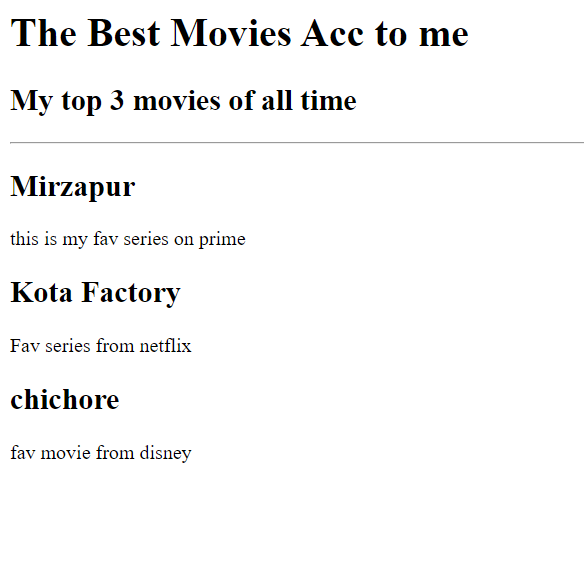 The Best Movies Acc to me
My top 3 movies of all time
Mirzapur
this is my fav series on prime
Kota Factory
Fav series from netflix
chichore
fav movie from disney